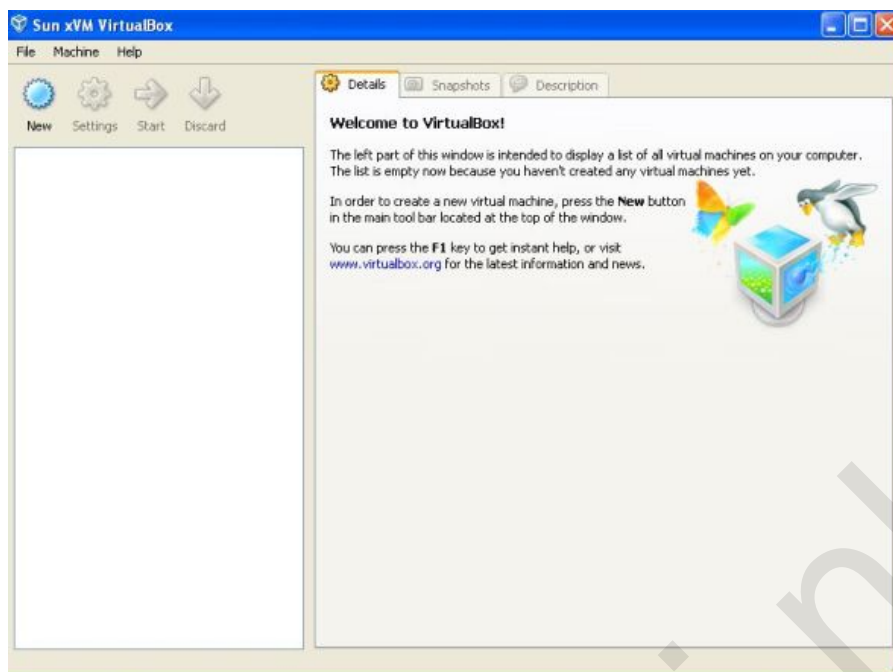 Sun xVM VirtualBox
File Machine Help
New Settings Start Discard
Details Snapshots Description
Welcome to VirtualBox!
The left part of this window is intended to display a list of all virtual machines on your computer.
The list is empty now because you haven't created any virtual machines yet.
In order to create a new virtual machine, press the New button
in the main tool bar located at the top of the window.
You can press the F1 key to get instant help, or visit
www.virtualbox.org for the latest information and news.